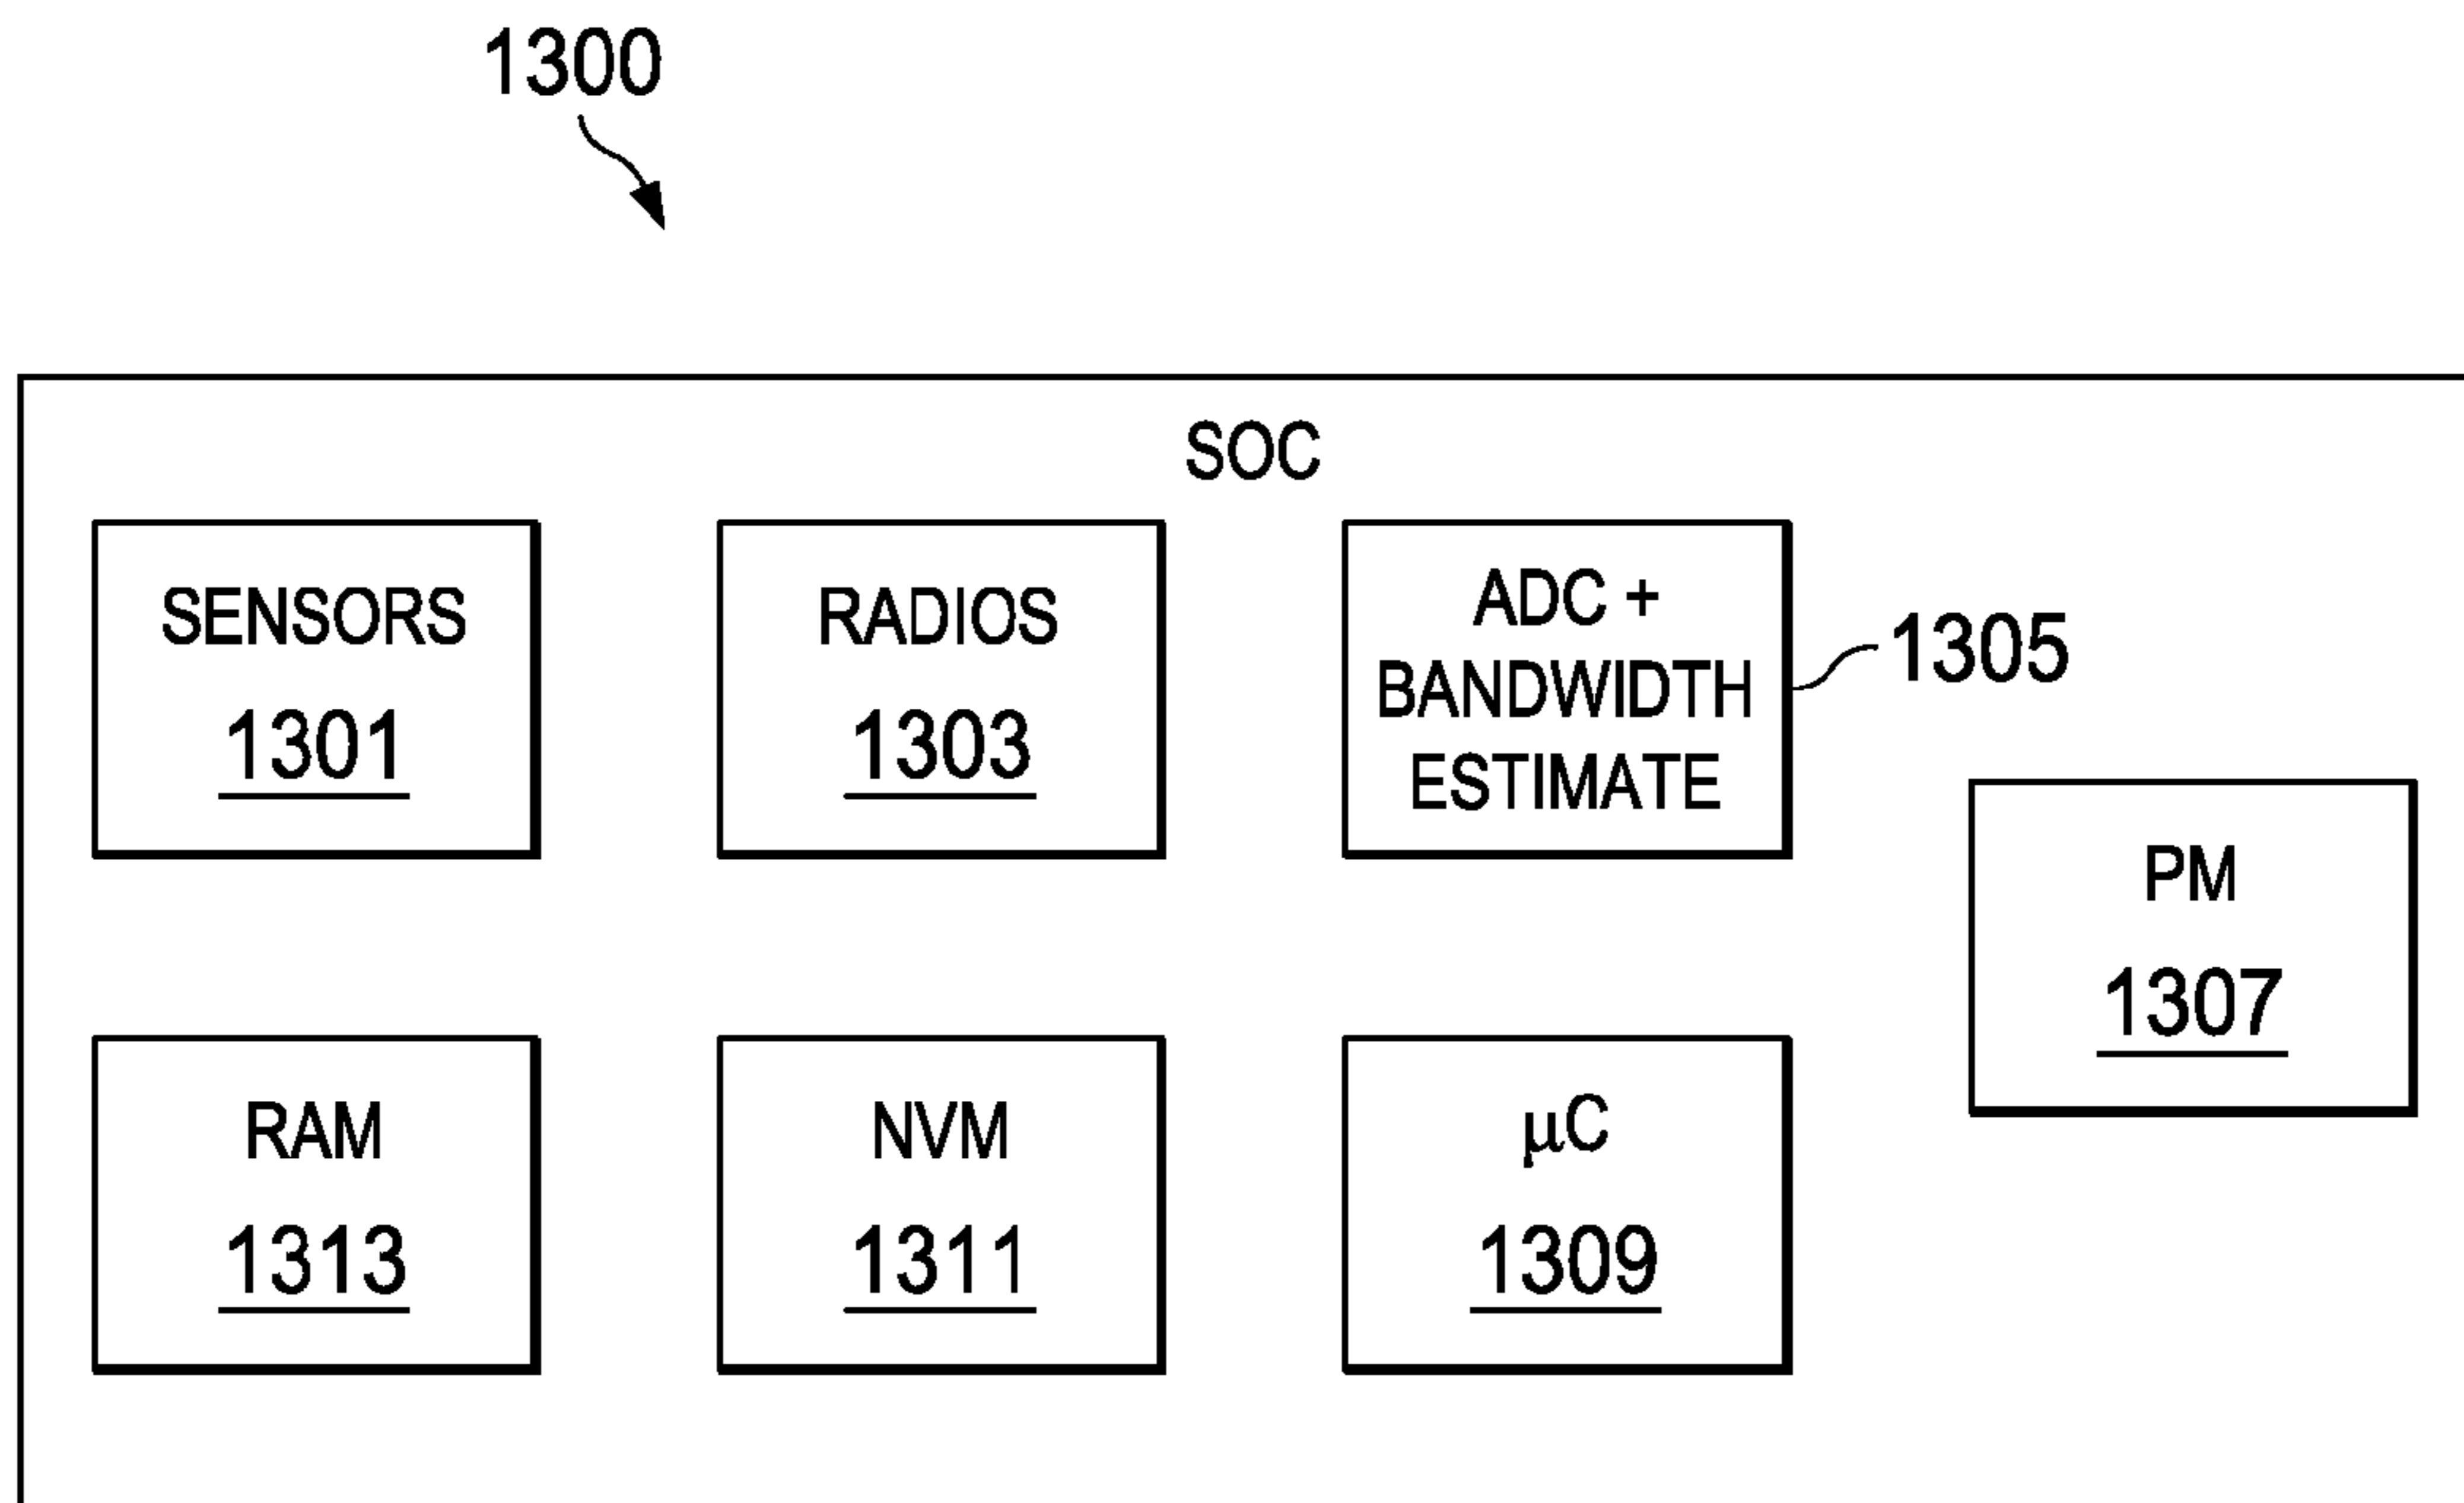 1300
SOC
SENSORS
1301
RADIOS
1303
ADC +
BANDWIDTH
ESTIMATE
1305
PM
1307
RAM
1313
NVM
1311
µC
1309